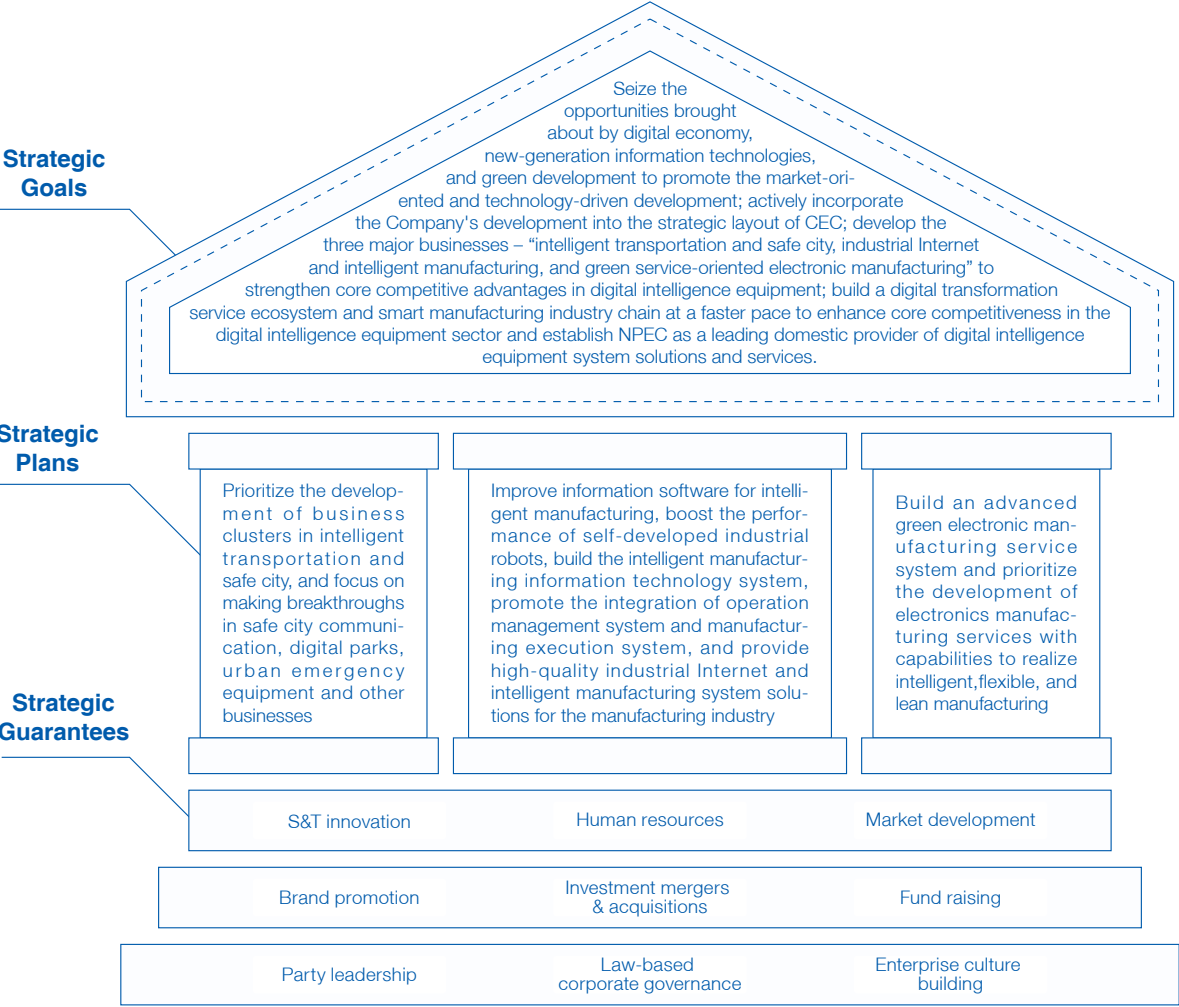 Strategic
Goals
Seize the
opportunities brought
about by digital economy,
new-generation information technologies,
and green development to promote the market-ori-
ented and technology-driven development; actively incorporate
the Company's development into the strategic layout of CEC; develop the
three major businesses – “intelligent transportation and safe city, industrial Internet
and intelligent manufacturing, and green service-oriented electronic manufacturing” to
strengthen core competitive advantages in digital intelligence equipment; build a digital transformation
service ecosystem and smart manufacturing industry chain at a faster pace to enhance core competitiveness in the
digital intelligence equipment sector and establish NPEC as a leading domestic provider of digital intelligence
equipment system solutions and services.
Strategic
Plans
Prioritize the develop-
ment of business
clusters in intelligent
transportation and
safe city, and focus on
making breakthroughs
in safe city communi-
cation, digital parks,
urban emergency
equipment and other
businesses
Improve information software for intelli-
gent manufacturing, boost the perfor-
mance of self-developed industrial
robots, build the intelligent manufactur-
ing information technology system,
promote the integration of operation
management system and manufactur-
ing execution system, and provide
high-quality industrial Internet and
intelligent manufacturing system solu-
tions for the manufacturing industry
Build an advanced
green electronic man-
ufacturing service
system and prioritize
the development of
electronics manufac-
turing services with
capabilities to realize
intelligent,flexible, and
lean manufacturing
Strategic
Guarantees
S&T innovation
Human resources
Market development
Brand promotion
Investment mergers
& acquisitions
Fund raising
Party leadership
Law-based
corporate governance
Enterprise culture
building